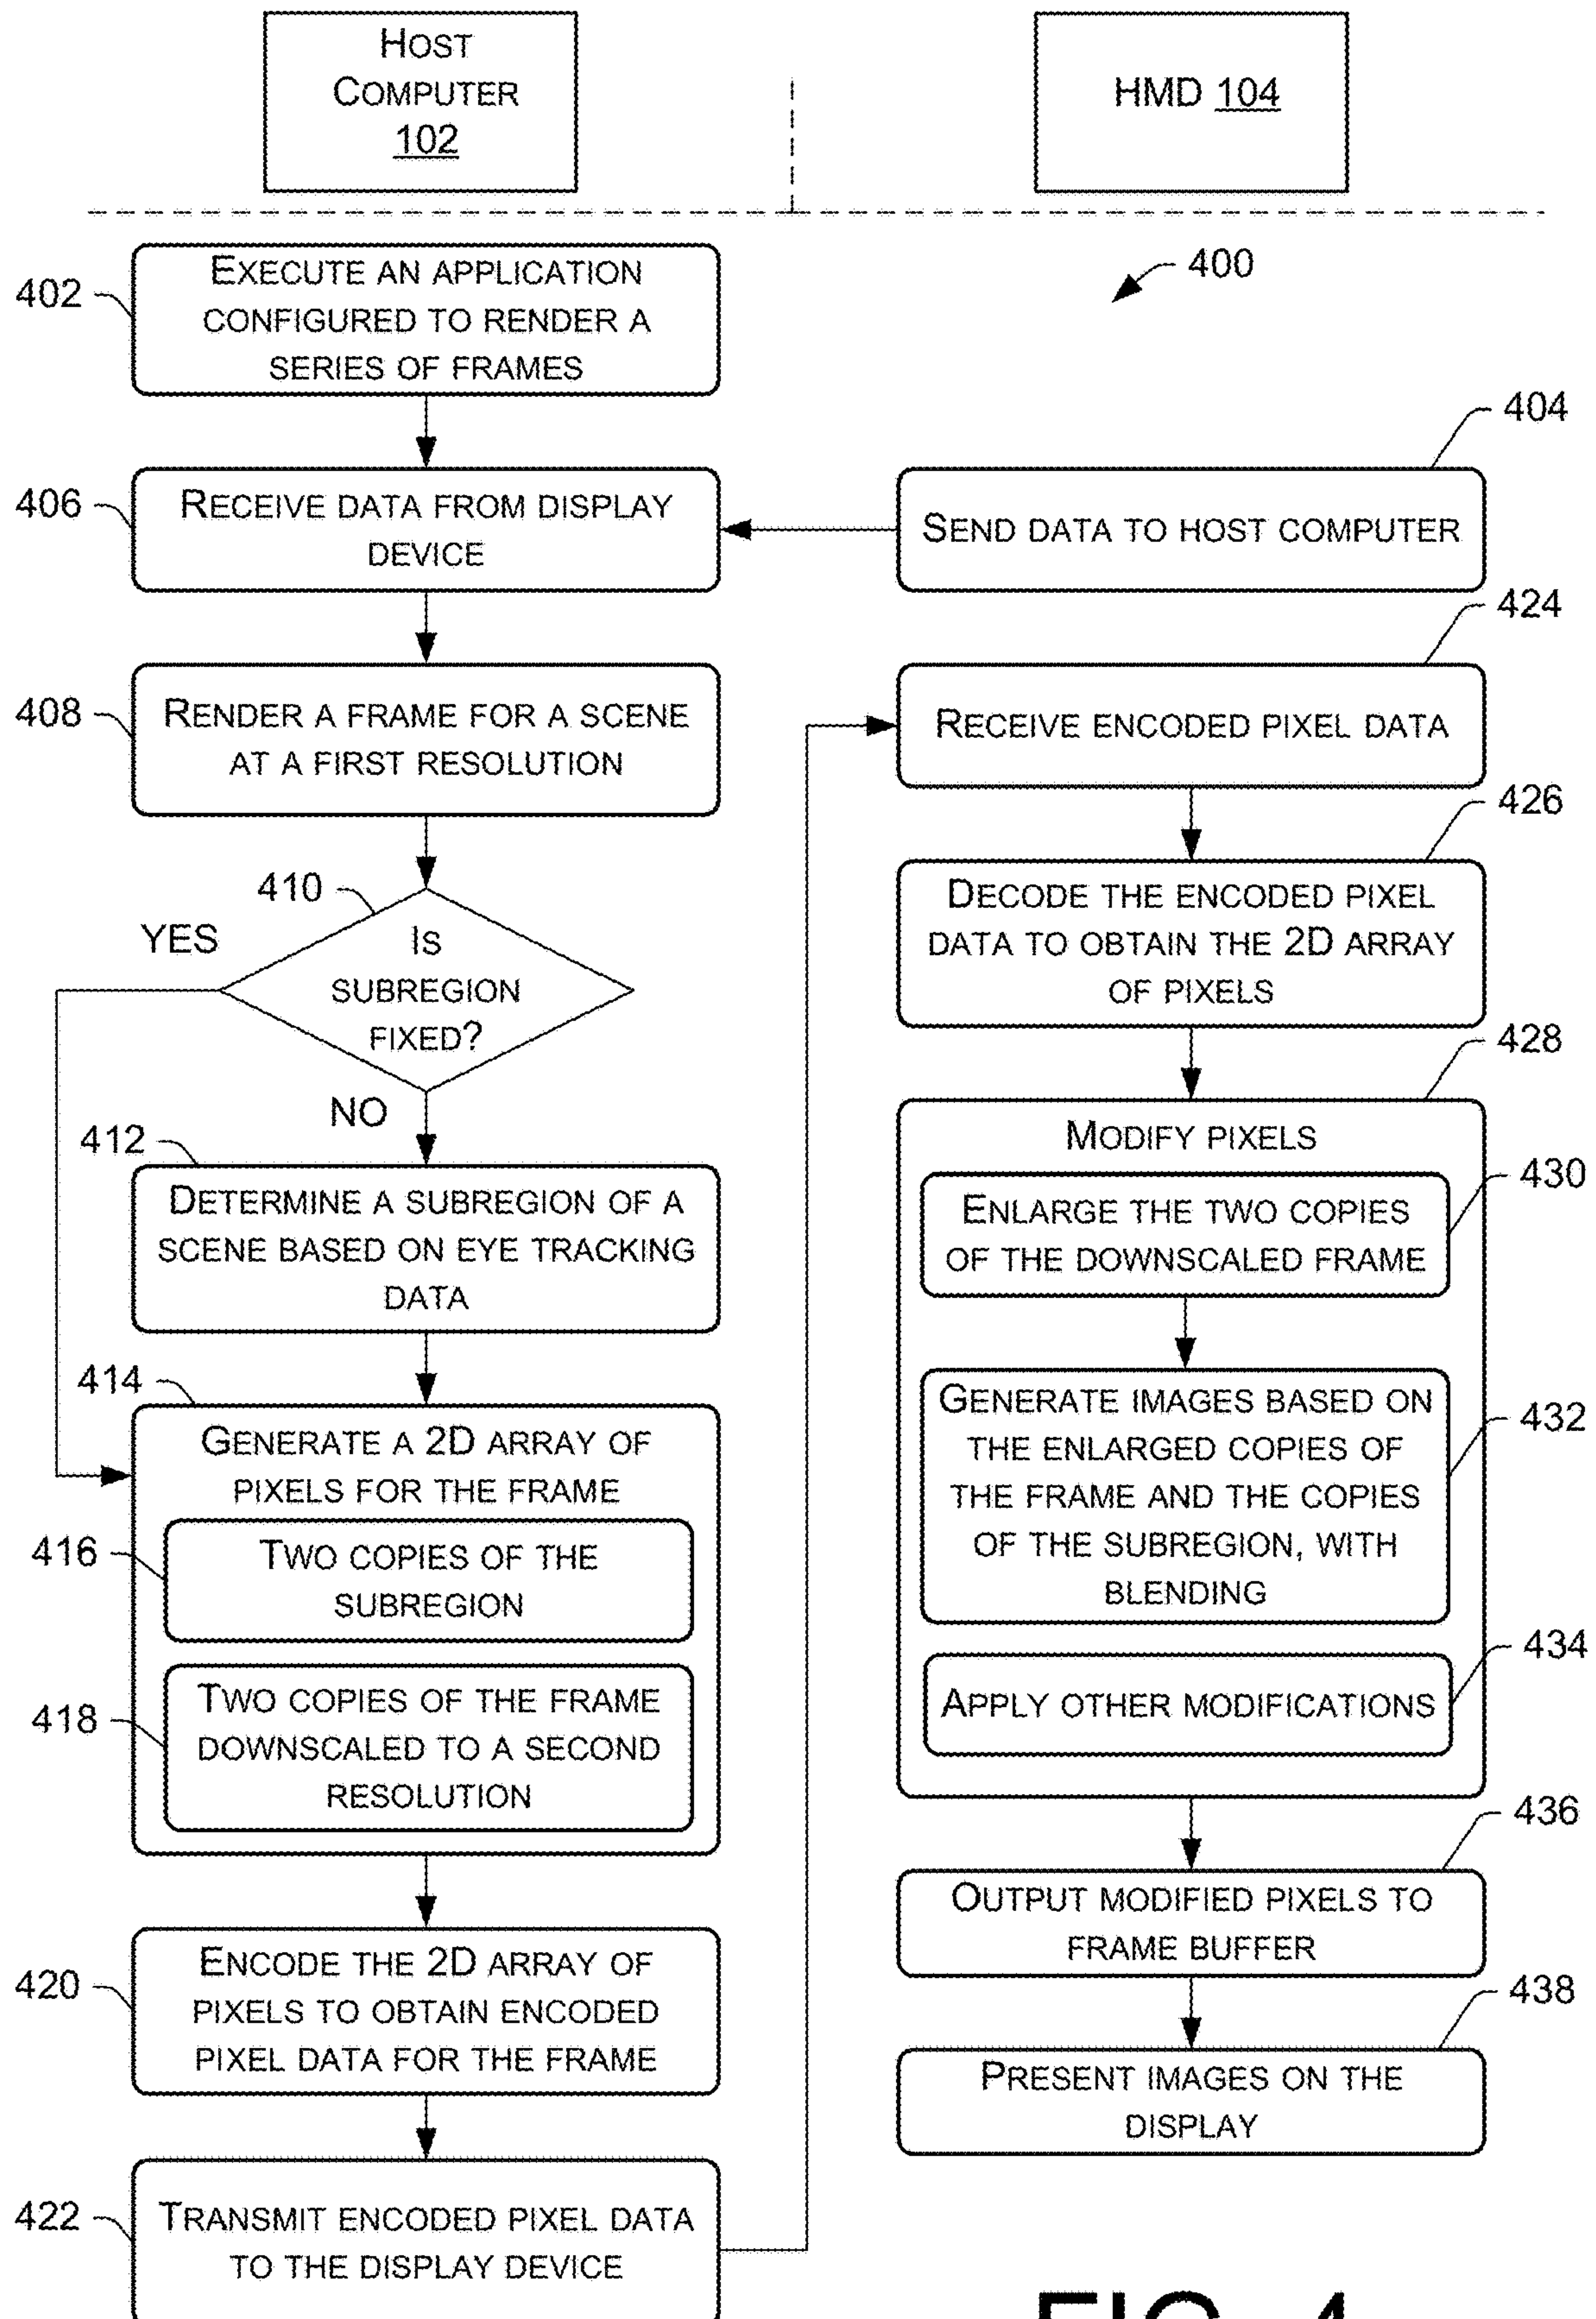 HOST
COMPUTER
102
HMD 104
400
402
EXECUTE AN APPLICATION
CONFIGURED TO RENDER A
SERIES OF FRAMES
404
406
RECEIVE DATA FROM DISPLAY
DEVICE
SEND DATA TO HOST COMPUTER
408
RENDER A FRAME FOR A SCENE
AT A FIRST RESOLUTION
410
YES
IS
SUBREGION
FIXED?
NO
412
DETERMINE A SUBREGION OF A
SCENE BASED ON EYE TRACKING
DATA
414
GENERATE A 2D ARRAY OF
PIXELS FOR THE FRAME
416
TWO COPIES OF THE
SUBREGION
418
TWO COPIES OF THE FRAME
DOWNSCALED TO A SECOND
RESOLUTION
420
ENCODE THE 2D ARRAY OF
PIXELS TO OBTAIN ENCODED
PIXEL DATA FOR THE FRAME
422
TRANSMIT ENCODED PIXEL DATA
TO THE DISPLAY DEVICE
424
RECEIVE ENCODED PIXEL DATA
426
DECODE THE ENCODED PIXEL
DATA TO OBTAIN THE 2D ARRAY
OF PIXELS
428
MODIFY PIXELS
430
ENLARGE THE TWO COPIES
OF THE DOWNSCALED FRAME
432
GENERATE IMAGES BASED ON
THE ENLARGED COPIES OF
THE FRAME AND THE COPIES
OF THE SUBREGION, WITH
BLENDING
434
APPLY OTHER MODIFICATIONS
436
OUTPUT MODIFIED PIXELS TO
FRAME BUFFER
438
PRESENT IMAGES ON THE
DISPLAY
FIG. 4